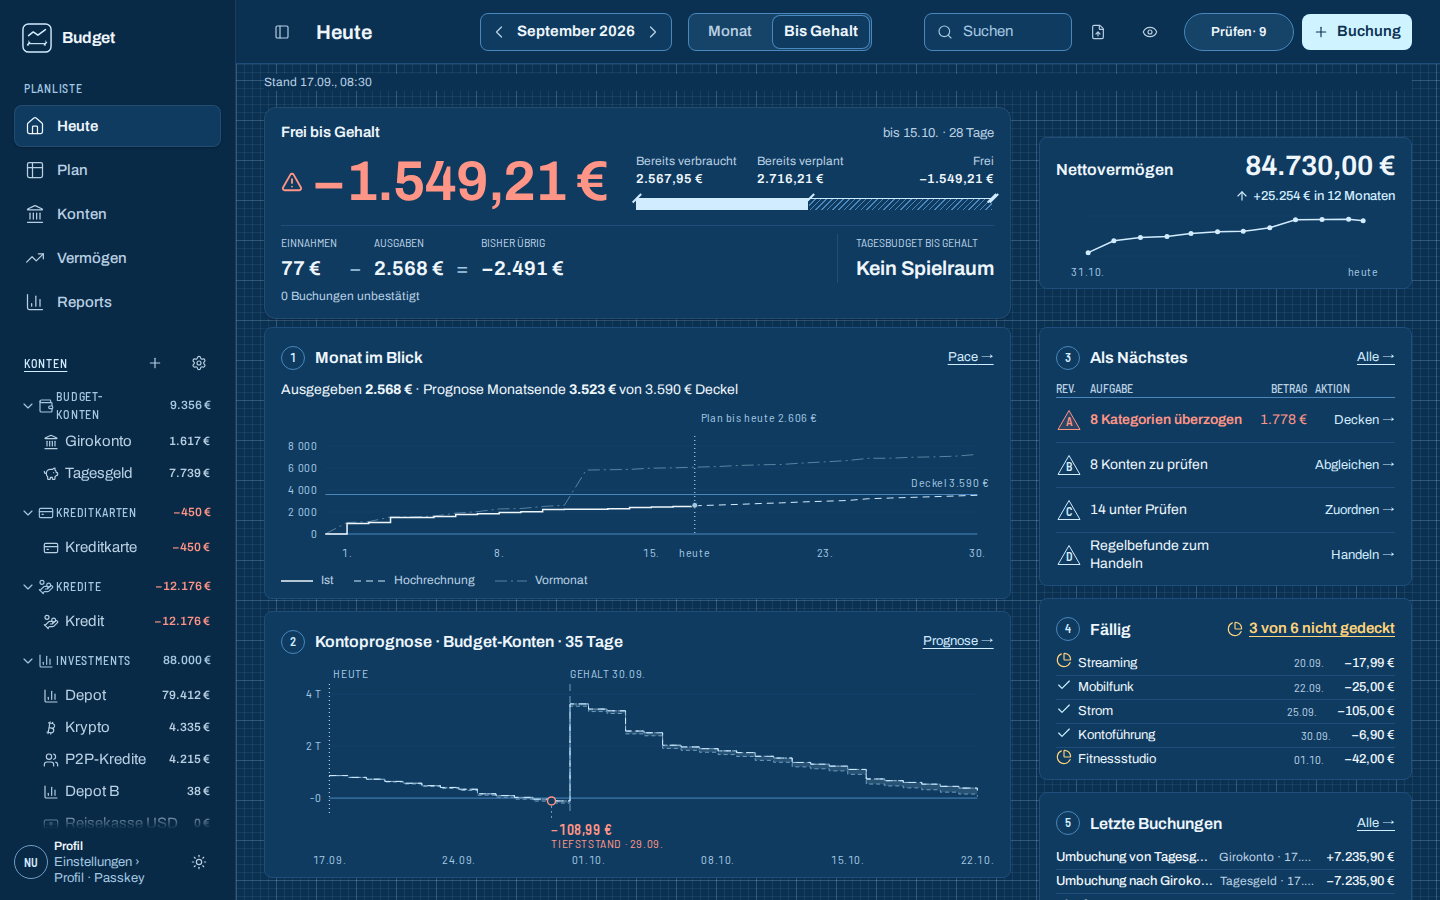 Budget
PLANLISTE
Heute
Plan
Konten
Vermögen
Reports
KONTEN
BUDGET-KONTEN 9.356 €
Girokonto 1.617 €
Tagesgeld 7.739 €
KREDITKARTEN −450 €
Kreditkarte −450 €
KREDITE −12.176 €
Kredit −12.176 €
INVESTMENTS 88.000 €
Depot 79.412 €
Krypto 4.335 €
P2P-Kredite 4.215 €
Depot B 38 €
Reisekasse USD 0 €
NU
Profil
Einstellungen ›
Profil · Passkey
Heute
September 2026
Monat Bis Gehalt
Suchen
Prüfen · 9
Buchung
Stand 17.09., 08:30
Frei bis Gehalt
bis 15.10. · 28 Tage
−1.549,21 €
Bereits verbraucht Bereits verplant Frei
2.567,95 € 2.716,21 € −1.549,21 €
EINNAHMEN AUSGABEN BISHER ÜBRIG TAGESBUDGET BIS GEHALT
77 € − 2.568 € = −2.491 € Kein Spielraum
0 Buchungen unbestätigt
Nettovermögen 84.730,00 €
↑ +25.254 € in 12 Monaten
31.10. heute
1 Monat im Blick Pace →
Ausgegeben 2.568 € · Prognose Monatsende 3.523 € von 3.590 € Deckel
Plan bis heute 2.606 €
8 000
6 000
4 000
2 000
0
Deckel 3.590 €
1. 8. 15. heute 23. 30.
Ist Hochrechnung Vormonat
2 Kontoprognose · Budget-Konten · 35 Tage Prognose →
HEUTE GEHALT 30.09.
4 T
2 T
-0
−108,99 €
TIEFSTSTAND · 29.09.
17.09. 24.09. 01.10. 08.10. 15.10. 22.10.
3 Als Nächstes Alle →
REV. AUFGABE BETRAG AKTION
A 8 Kategorien überzogen 1.778 € Decken →
B 8 Konten zu prüfen Abgleichen →
C 14 unter Prüfen Zuordnen →
D Regelbefunde zum Handeln Handeln →
4 Fällig 3 von 6 nicht gedeckt
Streaming 20.09. −17,99 €
Mobilfunk 22.09. −25,00 €
Strom 25.09. −105,00 €
Kontoführung 30.09. −6,90 €
Fitnessstudio 01.10. −42,00 €
5 Letzte Buchungen Alle →
Umbuchung von Tagesg... Girokonto · 17.... +7.235,90 €
Umbuchung nach Giroko... Tagesgeld · 17.... −7.235,90 €